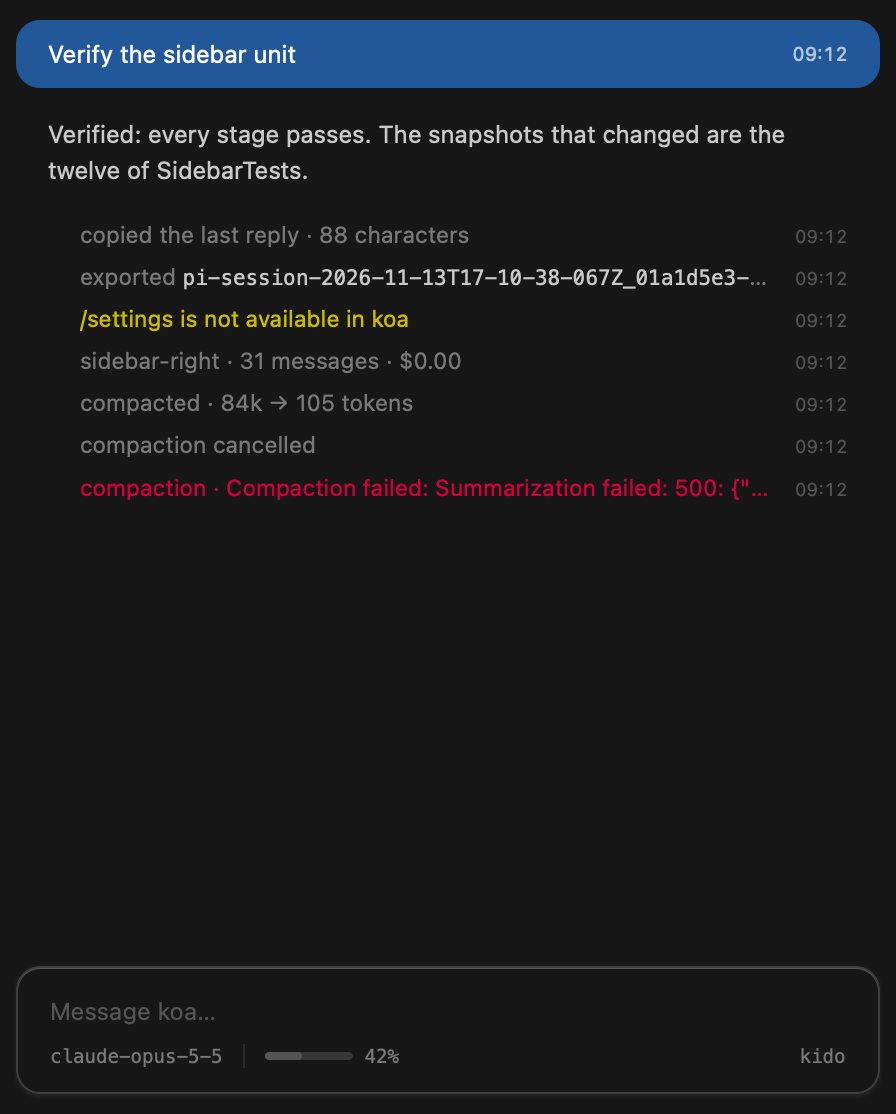 Verify the sidebar unit 09:12
Verified: every stage passes. The snapshots that changed are the
twelve of SidebarTests.
copied the last reply · 88 characters 09:12
exported pi-session-2026-11-13T17-10-38-067Z_01a1d5e3-… 09:12
/settings is not available in koa 09:12
sidebar-right · 31 messages · $0.00 09:12
compacted · 84k → 105 tokens 09:12
compaction cancelled 09:12
compaction · Compaction failed: Summarization failed: 500: {"… 09:12
Message koa…
claude-opus-5-5 42% kido